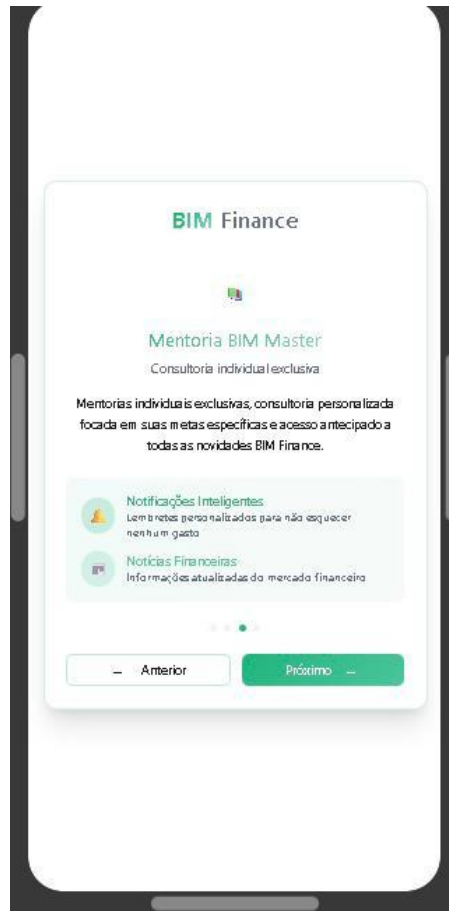 BIM Finance
Mentoria BIM Master
Consultoria individual exclusiva
Mentorias individuais exclusivas, consultoria personalizada
focada em suas metas específicas e acesso antecipado a
todas as novidades BIM Finance.
Notificações Inteligentes
Lembretes personalizados para não esquecer
nenhum gasto
Notícias Financeiras
Informações atualizadas do mercado financeiro
← Anterior
Próximo →